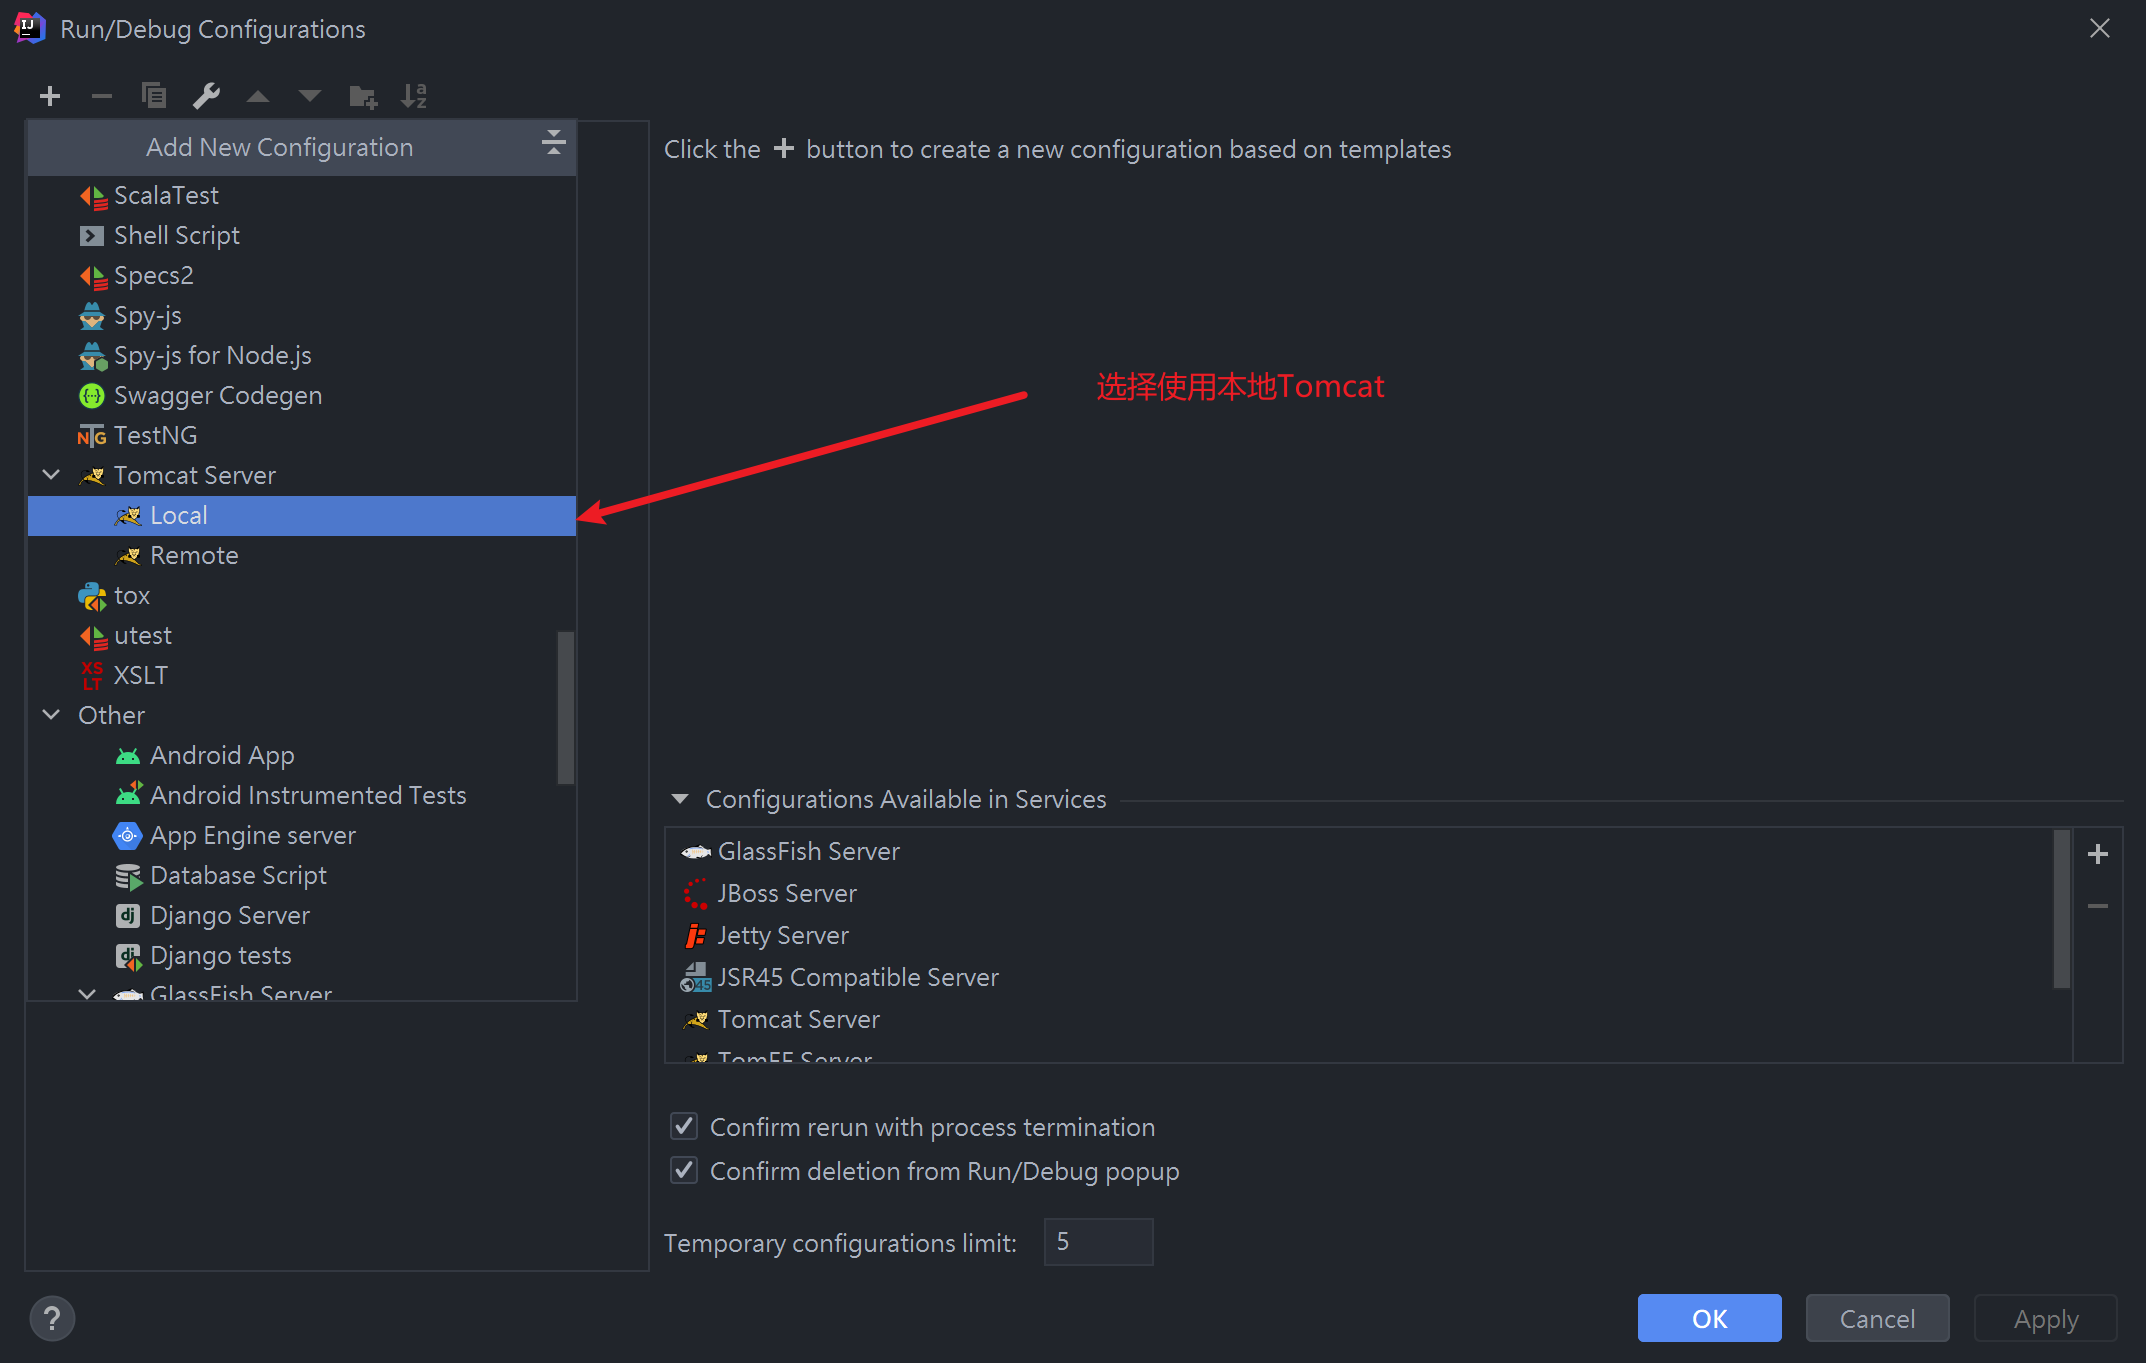 Run/Debug Configurations
Add New Configuration
ScalaTest
Shell Script
Specs2
Spy-js
Spy-js for Node.js
Swagger Codegen
TestNG
Tomcat Server
Local
Remote
tox
utest
XSLT
Other
Android App
Android Instrumented Tests
App Engine server
Database Script
Django Server
Django tests
GlassFish Server
Click the + button to create a new configuration based on templates
选择使用本地Tomcat
Configurations Available in Services
GlassFish Server
JBoss Server
Jetty Server
JSR45 Compatible Server
Tomcat Server
TomEE Server
Confirm rerun with process termination
Confirm deletion from Run/Debug popup
Temporary configurations limit: 5
? OK Cancel Apply